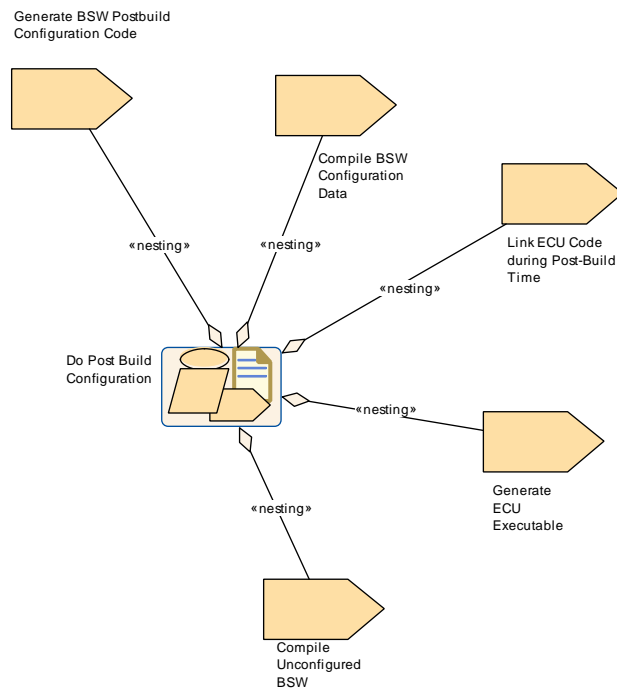 Generate BSW Postbuild
Configuration Code
Compile BSW
Configuration
Data
Link ECU Code
during Post-Build
Time
«nesting»
«nesting»
«nesting»
Do Post Build
Configuration
«nesting»
Generate
ECU
Executable
«nesting»
Compile
Unconfigured
BSW